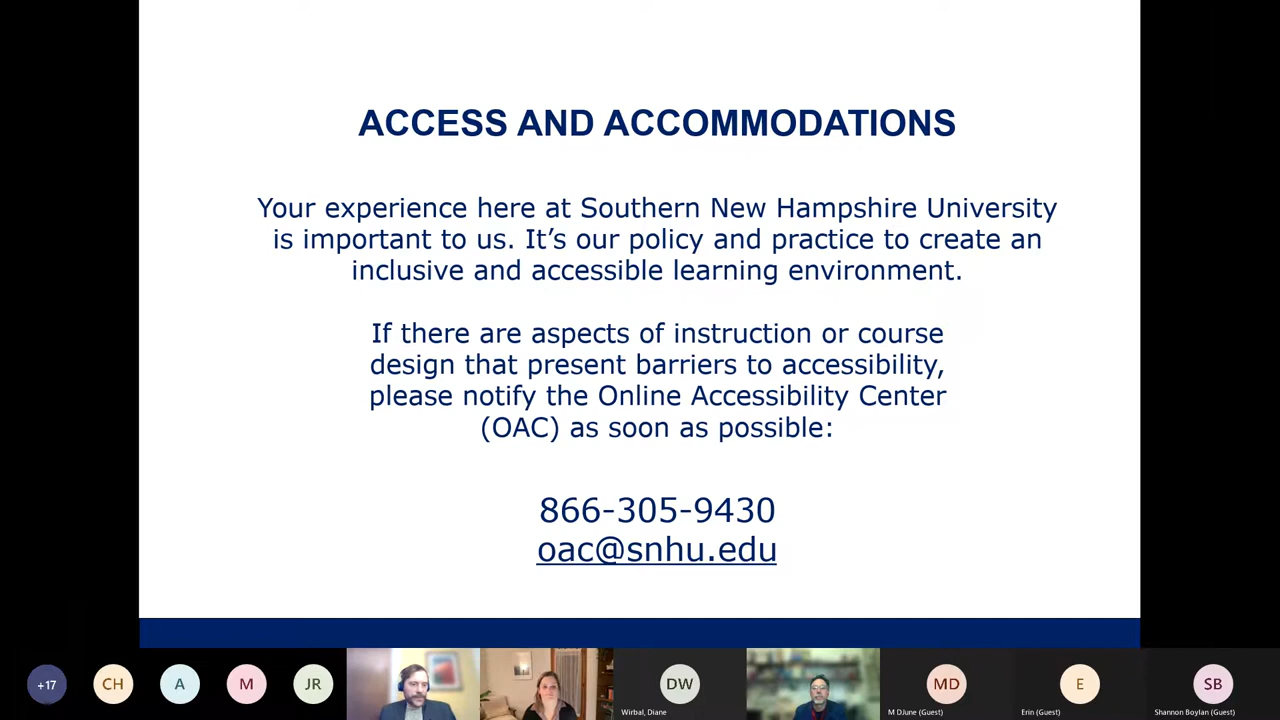 ACCESS AND ACCOMMODATIONS
Your experience here at Southern New Hampshire University
is important to us. It’s our policy and practice to create an
inclusive and accessible learning environment.
If there are aspects of instruction or course
design that present barriers to accessibility,
please notify the Online Accessibility Center
(OAC) as soon as possible:
866-305-9430
oac@snhu.edu
+17
CH
A
M
JR
DW
Wirbal, Diane
MD
M DJune (Guest)
E
Erin (Guest)
SB
Shannon Boylan (Guest)